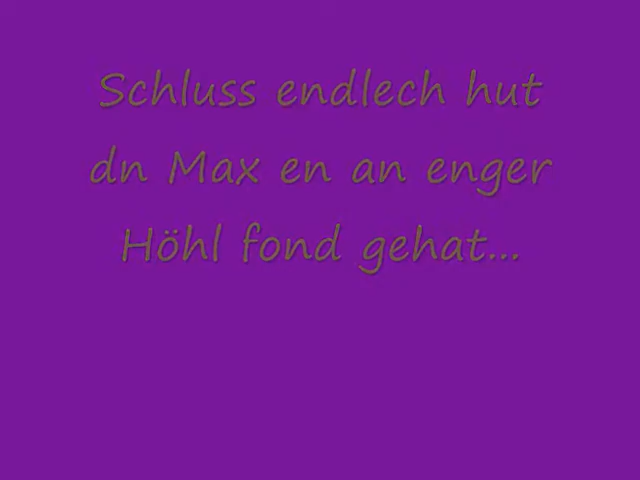 Schluss endlech hut
dn Max en an enger
Höhl fond gehat...